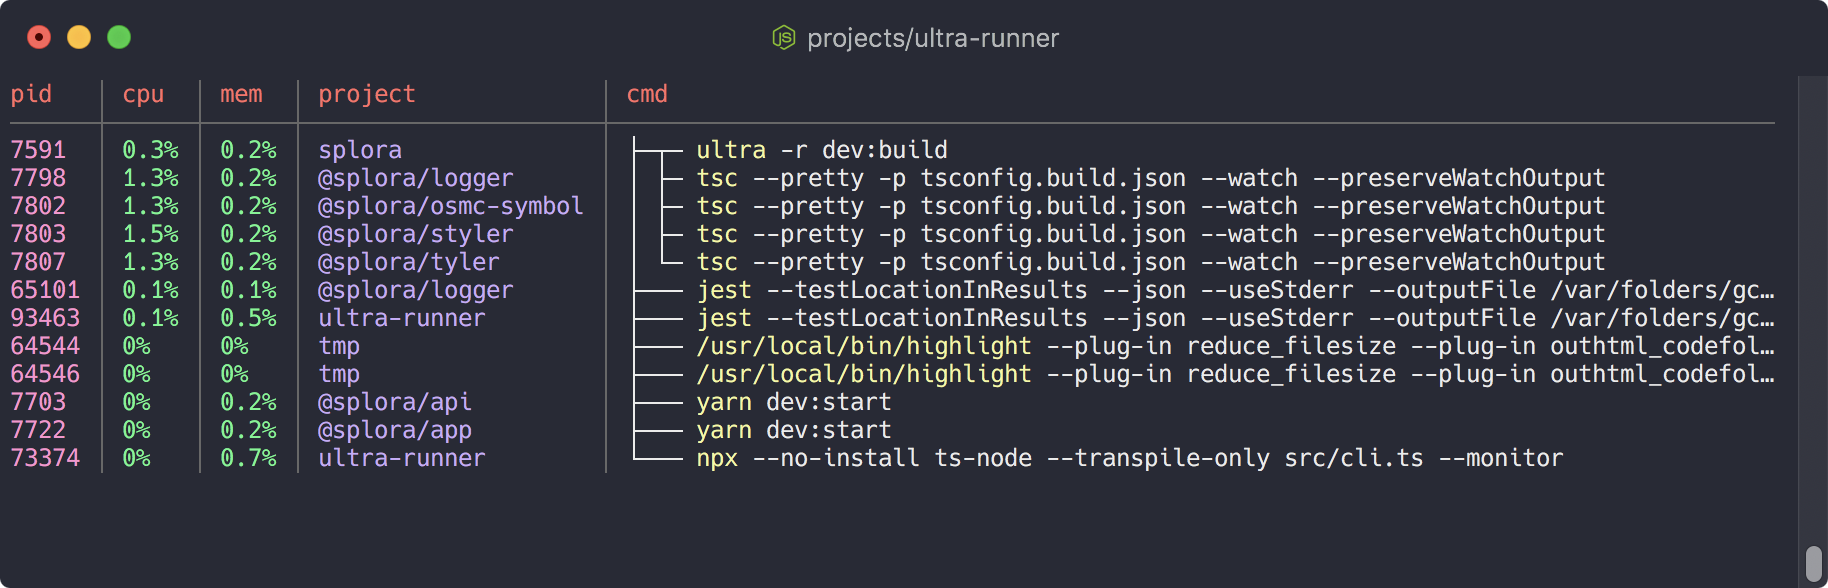 projects/ultra-runner
pid cpu mem project cmd
7591 0.3% 0.2% splora ultra -r dev:build
7798 1.3% 0.2% @splora/logger tsc --pretty -p tsconfig.build.json --watch --preserveWatchOutput
7802 1.3% 0.2% @splora/osmc-symbol tsc --pretty -p tsconfig.build.json --watch --preserveWatchOutput
7803 1.5% 0.2% @splora/styler tsc --pretty -p tsconfig.build.json --watch --preserveWatchOutput
7807 1.3% 0.2% @splora/tyler tsc --pretty -p tsconfig.build.json --watch --preserveWatchOutput
65101 0.1% 0.1% @splora/logger jest --testLocationInResults --json --useStderr --outputFile /var/folders/gc…
93463 0.1% 0.5% ultra-runner jest --testLocationInResults --json --useStderr --outputFile /var/folders/gc…
64544 0% 0% tmp /usr/local/bin/highlight --plug-in reduce_filesize --plug-in outhtml_codefol…
64546 0% 0% tmp /usr/local/bin/highlight --plug-in reduce_filesize --plug-in outhtml_codefol…
7703 0% 0.2% @splora/api yarn dev:start
7722 0% 0.2% @splora/app yarn dev:start
73374 0% 0.7% ultra-runner npx --no-install ts-node --transpile-only src/cli.ts --monitor